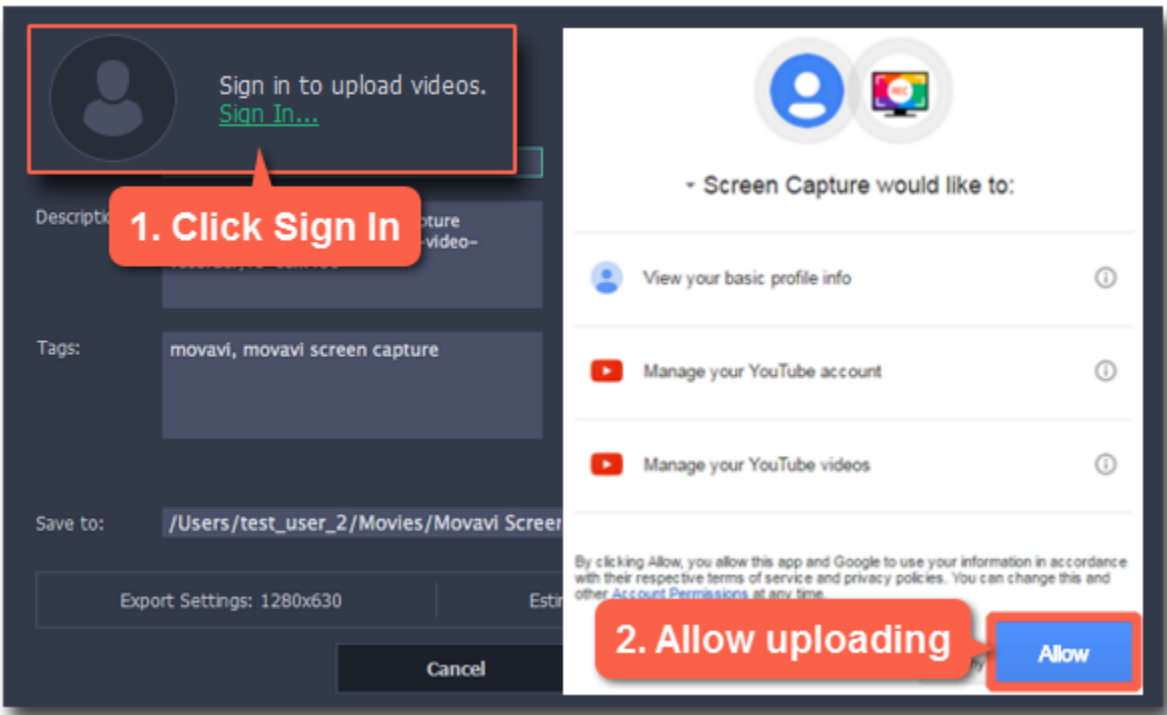 Sign in to upload videos.
Sign In...
1. Click Sign In
pture
-video-
Tags:
movavi, movavi screen capture
Save to:
/Users/test_user_2/Movies/Movavi Screen
Export Settings: 1280x630
Cancel
REC
Screen Capture would like to:
View your basic profile info
Manage your YouTube account
Manage your YouTube videos
By clicking Allow, you allow this app and Google to use your information in accordance
with their respective terms of service and privacy policies. You can change this and
other Account Permissions at any time.
2. Allow uploading
Allow